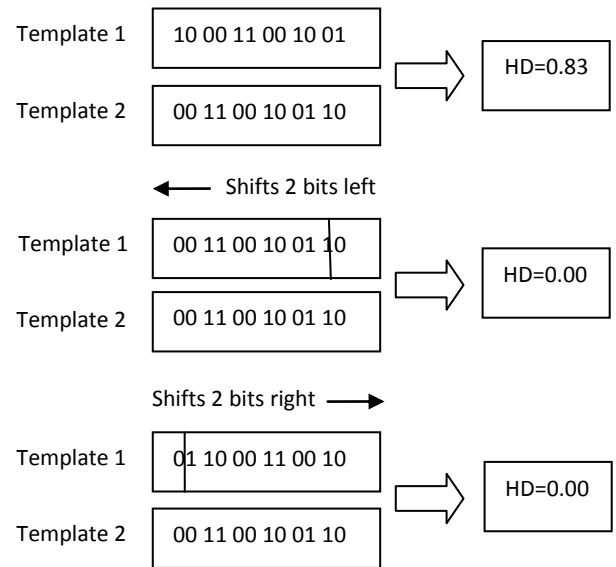 Template 1 10 00 11 00 10 01
HD=0.83
Template 2 00 11 00 10 01 10
Shifts 2 bits left
Template 1 00 11 00 10 01 10
HD=0.00
Template 2 00 11 00 10 01 10
Shifts 2 bits right
Template 1 01 10 00 11 00 10
HD=0.00
Template 2 00 11 00 10 01 10